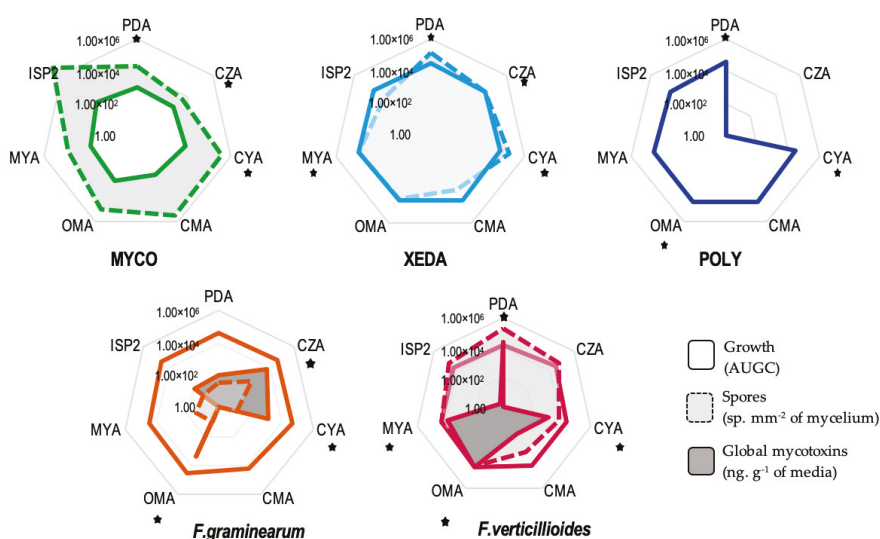 PDA
1.00×10⁶
ISP2
1.00×10⁴
CZA
1.00×10²
1.00
MYA
CYA
OMA
CMA
MYCO
PDA
1.00×10⁶
ISP2
1.00×10⁴
CZA
1.00×10²
1.00
MYA
CYA
OMA
CMA
XEDA
PDA
1.00×10⁶
ISP2
1.00×10⁴
CZA
1.00×10²
1.00
MYA
CYA
OMA
CMA
POLY
PDA
1.00×10⁶
ISP2
1.00×10⁴
CZA
1.00×10²
1.00
MYA
CYA
OMA
CMA
F.graminearum
PDA
1.00×10⁶
ISP2
1.00×10⁴
CZA
1.00×10²
1.00
MYA
CYA
OMA
CMA
F.verticillioides
Growth
(AUGC)
Spores
(sp. mm⁻² of mycelium)
Global mycotoxins
(ng. g⁻¹ of media)